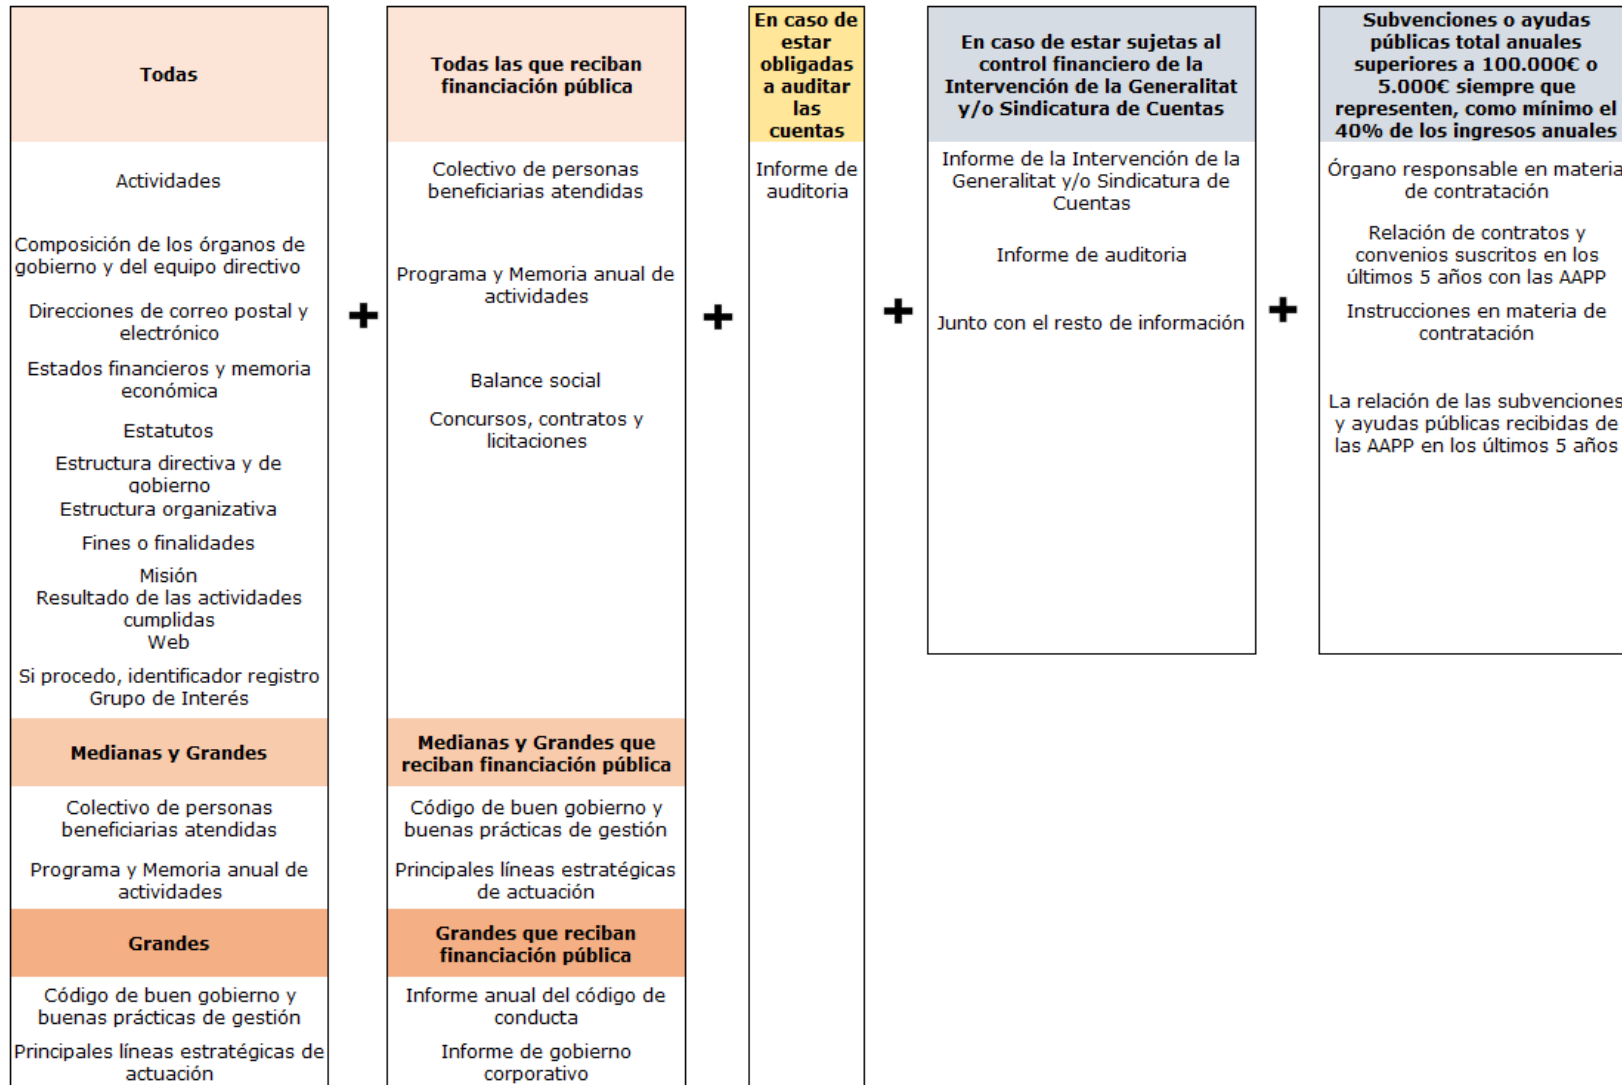 Todas
Actividades
Composición de los órganos de
gobierno y del equipo directivo
Direcciones de correo postal y
electrónico
Estados financieros y memoria
económica
Estatutos
Estructura directiva y de
gobierno
Estructura organizativa
Fines o finalidades
Misión
Resultado de las actividades
cumplidas
Web
Si procedo, identificador registro
Grupo de Interés
Medianas y Grandes
Colectivo de personas
beneficiarias atendidas
Programa y Memoria anual de
actividades
Grandes
Código de buen gobierno y
buenas prácticas de gestión
Principales líneas estratégicas de
actuación
+
Todas las que reciban
financiación pública
Colectivo de personas
beneficiarias atendidas
Programa y Memoria anual de
actividades
Balance social
Concursos, contratos y
licitaciones
Medianas y Grandes que
reciban financiación pública
Código de buen gobierno y
buenas prácticas de gestión
Principales líneas estratégicas
de actuación
Grandes que reciban
financiación pública
Informe anual del código de
conducta
Informe de gobierno
corporativo
+
En caso de
estar
obligadas
a auditar
las
cuentas
Informe de
auditoria
+
En caso de estar sujetas al
control financiero de la
Intervención de la Generalitat
y/o Sindicatura de Cuentas
Informe de la Intervención de la
Generalitat y/o Sindicatura de
Cuentas
Informe de auditoria
Junto con el resto de información
+
Subvenciones o ayudas
públicas total anuales
superiores a 100.000€ o
5.000€ siempre que
representen, como mínimo el
40% de los ingresos anuales
Órgano responsable en materia
de contratación
Relación de contratos y
convenios suscritos en los
últimos 5 años con las AAPP
Instrucciones en materia de
contratación
La relación de las subvenciones
y ayudas públicas recibidas de
las AAPP en los últimos 5 años